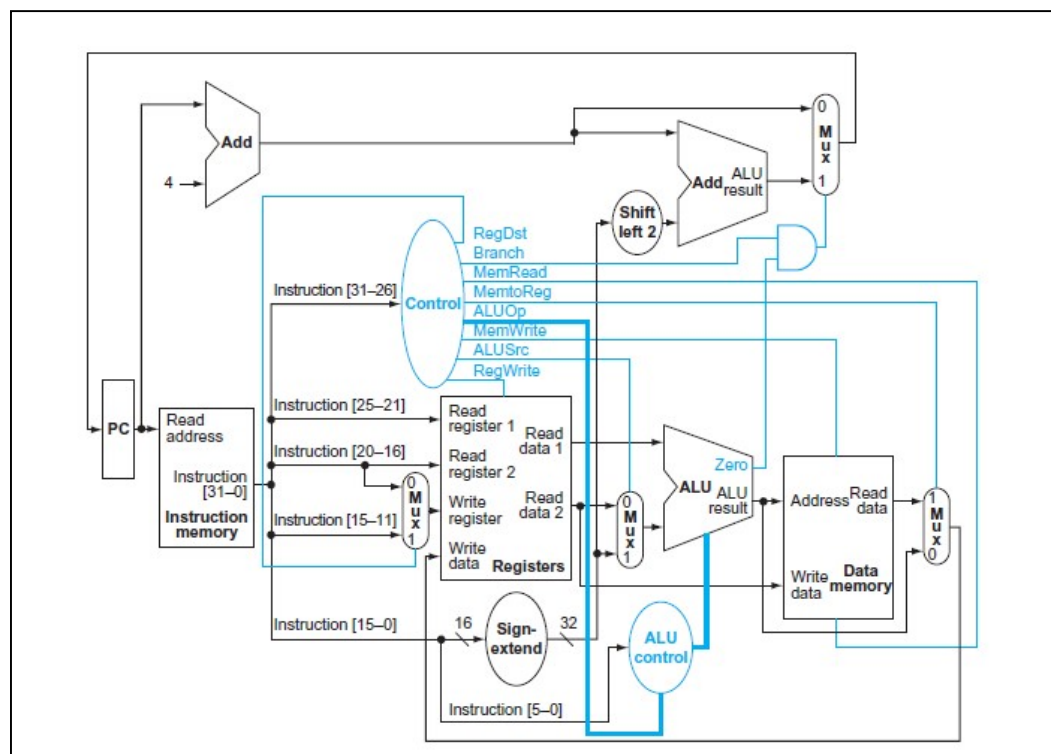 0
M
u
x
1
Add
4
Add
ALU
result
Shift
left 2
RegDst
Branch
MemRead
MemtoReg
ALUOp
MemWrite
ALUSrc
RegWrite
Instruction [31–26]
Control
PC
Read
address
Instruction
[31–0]
Instruction
memory
Instruction [25–21]
Instruction [20–16]
Instruction [15–11]
0
M
u
x
1
Read
register 1
Read
register 2
Write
register
Write
data
Read
data 1
Read
data 2
Registers
0
M
u
x
1
Zero
ALU
ALU
result
Address
Read
data
Write
data
Data
memory
1
M
u
x
0
Instruction [15–0]
16
Sign-
extend
32
ALU
control
Instruction [5–0]